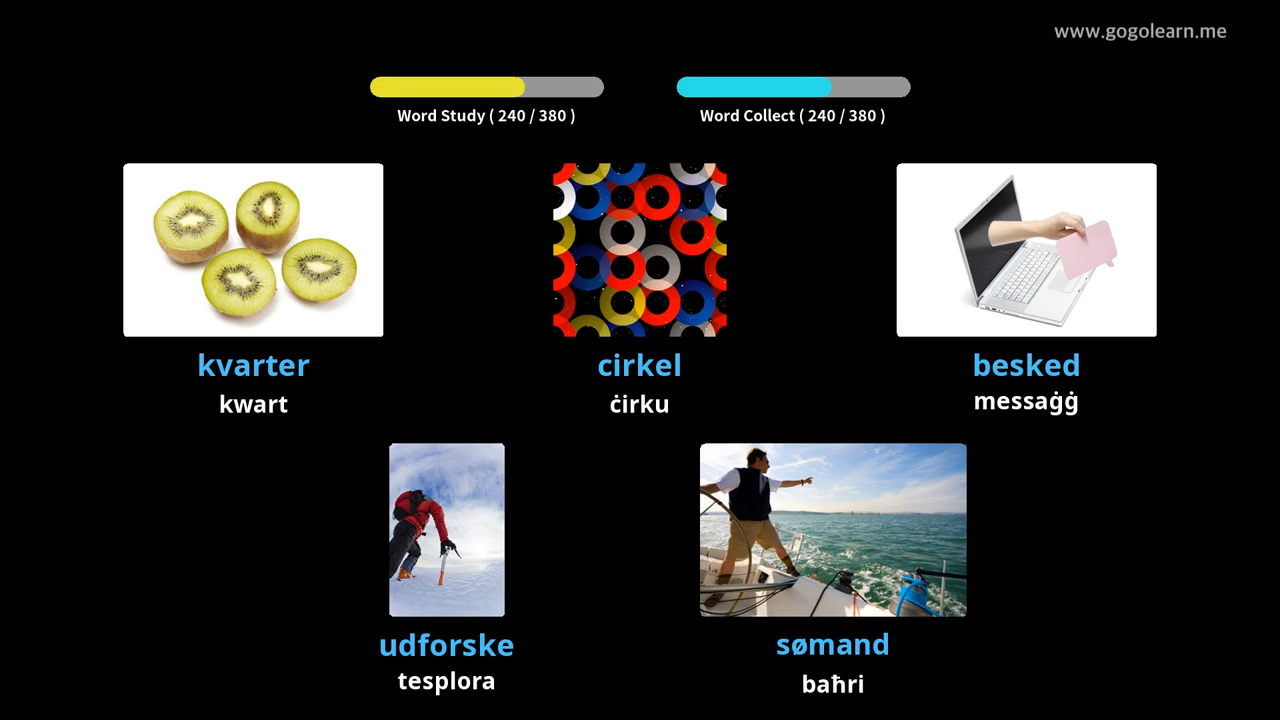 www.gogolearn.me
Word Study ( 240 / 380 )
Word Collect ( 240 / 380 )
kvarter
kwart
cirkel
ċirku
besked
messaġġ
udforske
tesplora
sømand
baħri